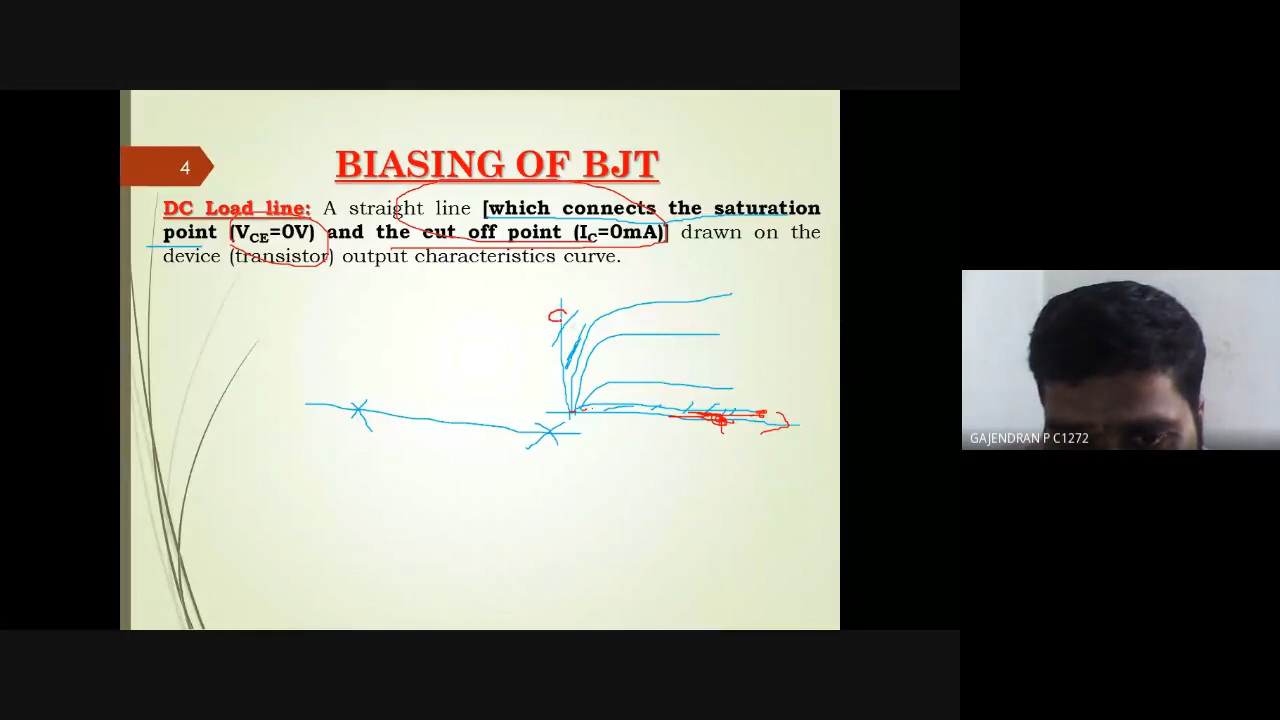 4
BIASING OF BJT
DC Load line: A straight line [which connects the saturation
point (VCE=0V) and the cut off point (IC=0mA)] drawn on the
device (transistor) output characteristics curve.
GAJENDRAN P C1272